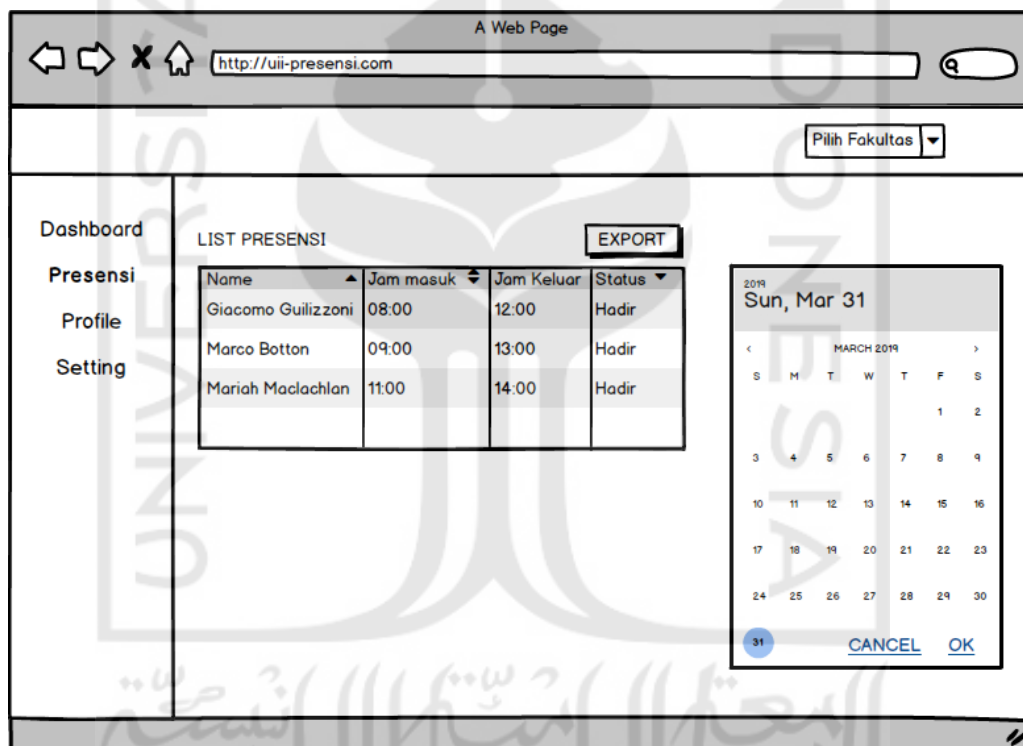 A Web Page
http://uii-presensi.com
Pilih Fakultas
Dashboard
Presensi
Profile
Setting
LIST PRESENSI
EXPORT
Name Jam masuk Jam Keluar Status
Giacomo Guilizzoni 08:00 12:00 Hadir
Marco Botton 09:00 13:00 Hadir
Mariah Maclachlan 11:00 14:00 Hadir
2019
Sun, Mar 31
‹ MARCH 2019 ›
S M T W T F S
1 2
3 4 5 6 7 8 9
10 11 12 13 14 15 16
17 18 19 20 21 22 23
24 25 26 27 28 29 30
31
CANCEL OK